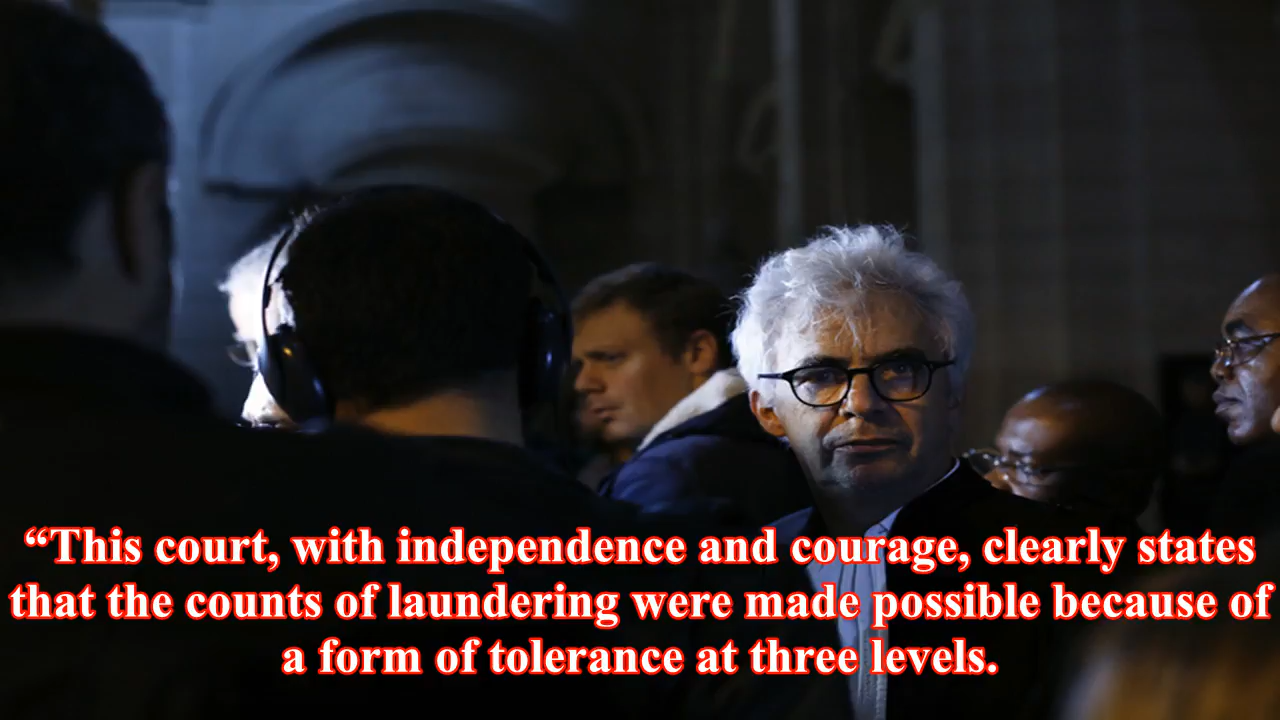 “This court, with independence and courage, clearly states
that the counts of laundering were made possible because of
a form of tolerance at three levels.